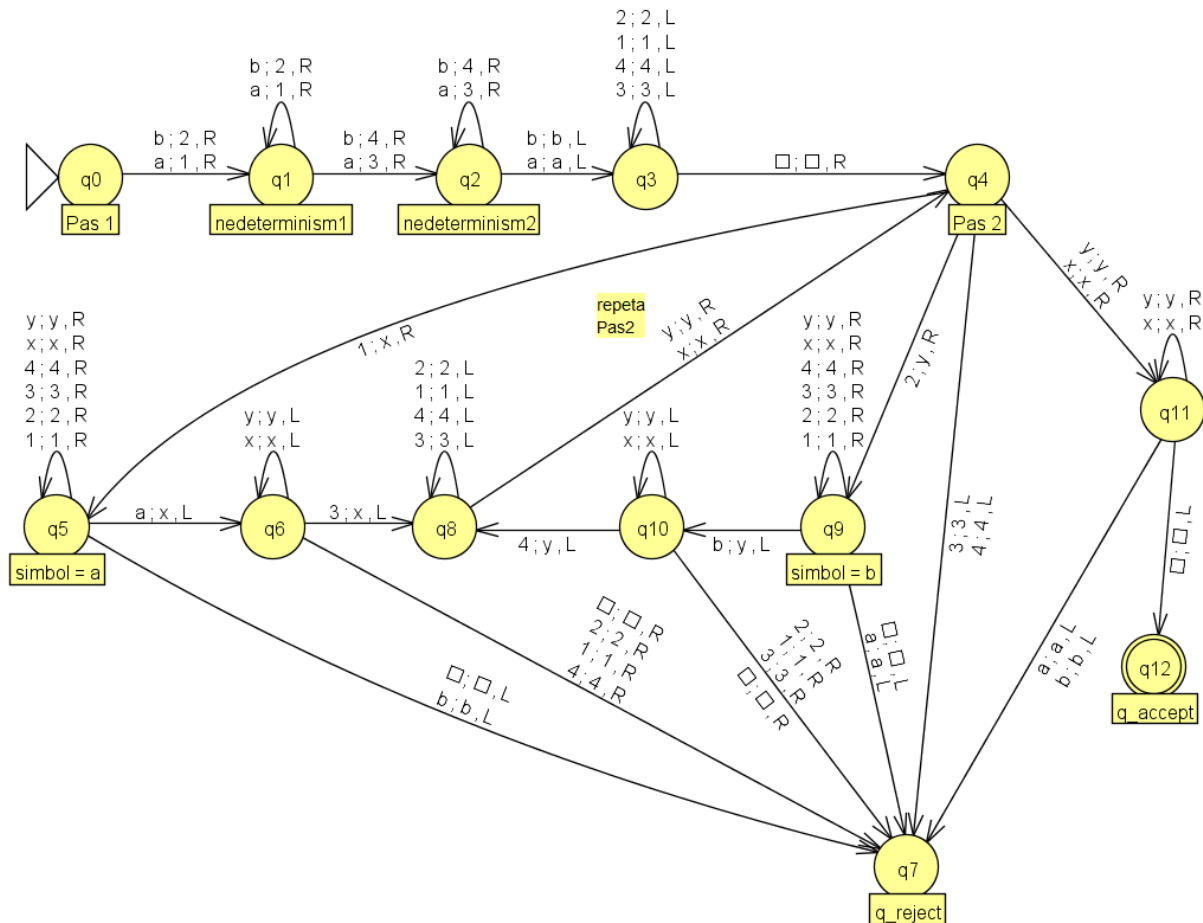 2 ; 2 , L
1 ; 1 , L
4 ; 4 , L
3 ; 3 , L
b ; 2 , R
a ; 1 , R
b ; 4 , R
a ; 3 , R
b ; 2 , R
a ; 1 , R
b ; 4 , R
a ; 3 , R
b ; b , L
a ; a , L
□ ; □ , R
q0
q1
q2
q3
q4
Pas 1
nedeterminism1
nedeterminism2
Pas 2
y ; y , R
x ; x , R
repeta
Pas2
1 ; x , R
y ; y , R
x ; x , R
2 ; y , R
y ; y , R
x ; x , R
q11
y ; y , R
x ; x , R
4 ; 4 , R
3 ; 3 , R
2 ; 2 , R
1 ; 1 , R
y ; y , L
x ; x , L
2 ; 2 , L
1 ; 1 , L
4 ; 4 , L
3 ; 3 , L
y ; y , L
x ; x , L
y ; y , R
x ; x , R
4 ; 4 , R
3 ; 3 , R
2 ; 2 , R
1 ; 1 , R
q5
a ; x , L
q6
3 ; x , L
q8
4 ; y , L
q10
b ; y , L
q9
simbol = a
simbol = b
3 ; 3 , L
4 ; 4 , L
□ ; □ , L
□ ; □ , L
b ; b , L
□ ; □ , R
2 ; 2 , R
1 ; 1 , R
4 ; 4 , R
2 ; 2 , R
1 ; 1 , R
3 ; 3 , R
□ ; □ , R
□ ; □ , L
a ; a , L
a ; a , L
b ; b , L
q12
q_accept
q7
q_reject